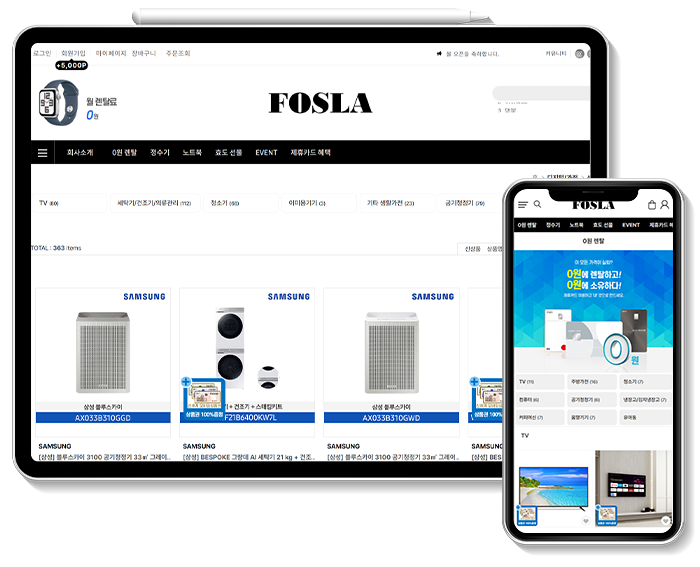 로그인 회원가입 마이페이지 장바구니 주문조회
+5,000P
몰 오픈을 축하합니다.
커뮤니티
월 렌탈료
0원
FOSLA
회사소개 0원 렌탈 정수기 노트북 효도 선물 EVENT 제휴카드 혜택
TV (60) 세탁기/건조기/의류관리 (112) 청소기 (60) 이미용기기 (3) 기타 생활가전 (23) 공기청정기 (29)
TOTAL : 363 items
신상품 상품명
SAMSUNG
삼성 블루스카이
AX033B310GGD
SAMSUNG
[삼성] 블루스카이 3100 공기청정기 33㎡ 그레이..
SAMSUNG
+ 건조기 + 스태킹키트
F21B6400KW7L
상품권 100%증정
SAMSUNG
[삼성] BESPOKE 그랑데 AI 세탁기 21 kg + 건조..
SAMSUNG
삼성 블루스카이
AX033B310GWD
SAMSUNG
[삼성] 블루스카이 3100 공기청정기 33㎡ 그레이..
상품권 1
SAMSU
[삼성] BES
FOSLA
0원 렌탈 정수기 노트북 효도 선물 EVENT 제휴카드 혜
0원 렌탈
이 모든 가격이 실화?
0원에 렌탈하고!
0원에 소유하다!
0원
TV (11) 주방가전 (16) 청소기 (7)
컴퓨터 (6) 공기청정기 (6) 냉장고/김치냉장고 (7)
커피머신 (7) 음향기기 (7) 유아동
TV